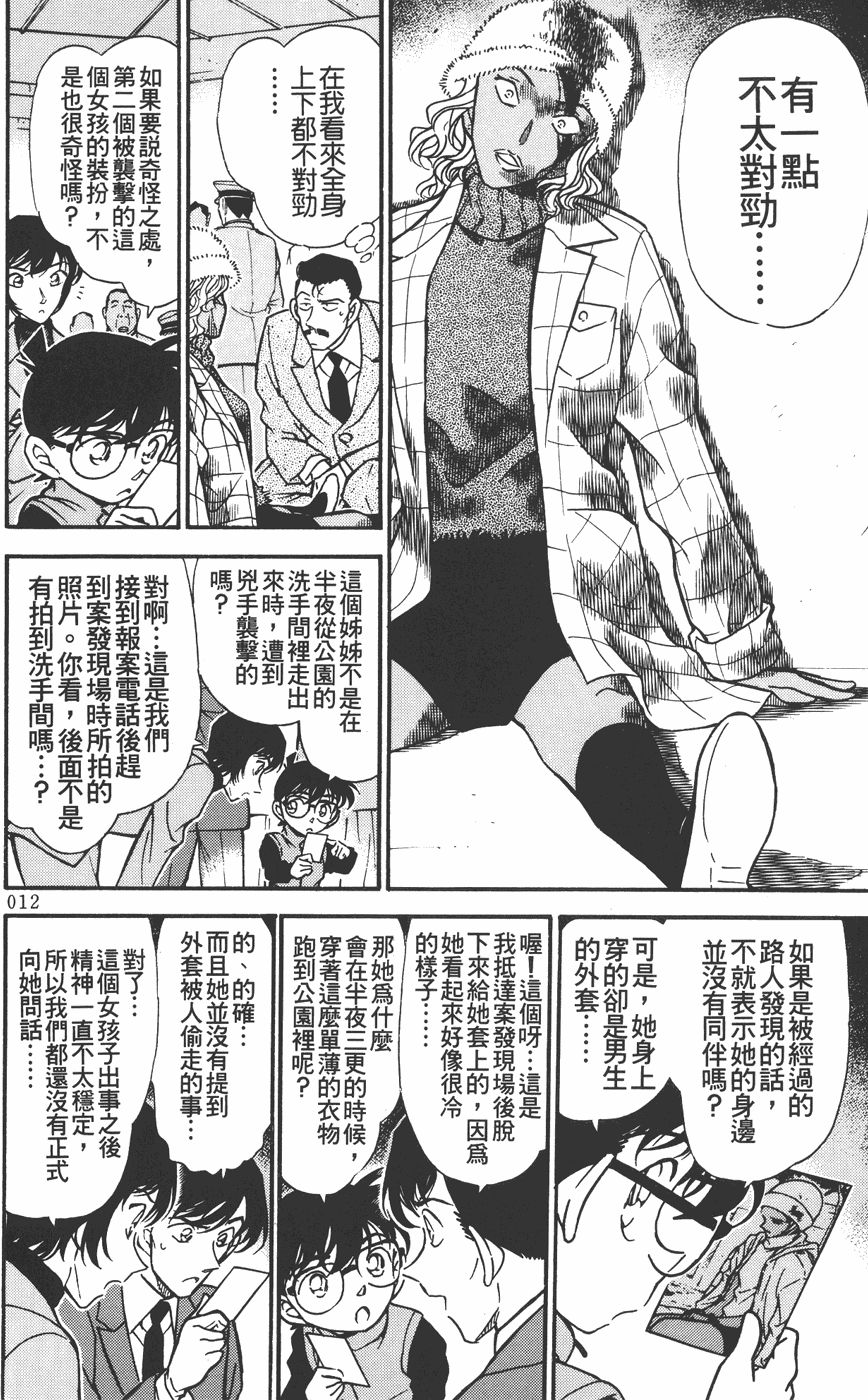 有一點
不太對勁……
在我看來全身
上下都不對勁
……
如果要說奇怪之處，
第二個被襲擊的這
個女孩的裝扮，不
是也很奇怪嗎？
這個姊姊不是在
半夜從公園的
洗手間裡走出
來時，遭到
兇手襲擊的
嗎？
對啊…這是我們
接到報案電話後趕
到案發現場時所拍的
照片。你看，後面不是
有拍到洗手間嗎…？
012
如果是被經過的
路人發現的話，
不就表示她的身邊
並沒有同伴嗎？
可是，她身上
穿的卻是男生
的外套……
喔！這個呀…這是
我抵達案發現場後脫
下來給她套上的，因為
她看起來好像很冷
的樣子……
那她為什麼
會在半夜三更的時候，
穿著這麼單薄的衣物
跑到公園裡呢？
的、的確…
而且她並沒有提到
外套被人偷走的事…
對了…
這個女孩子出事之後
精神一直不太穩定，
所以我們都還沒有正式
向她問話……